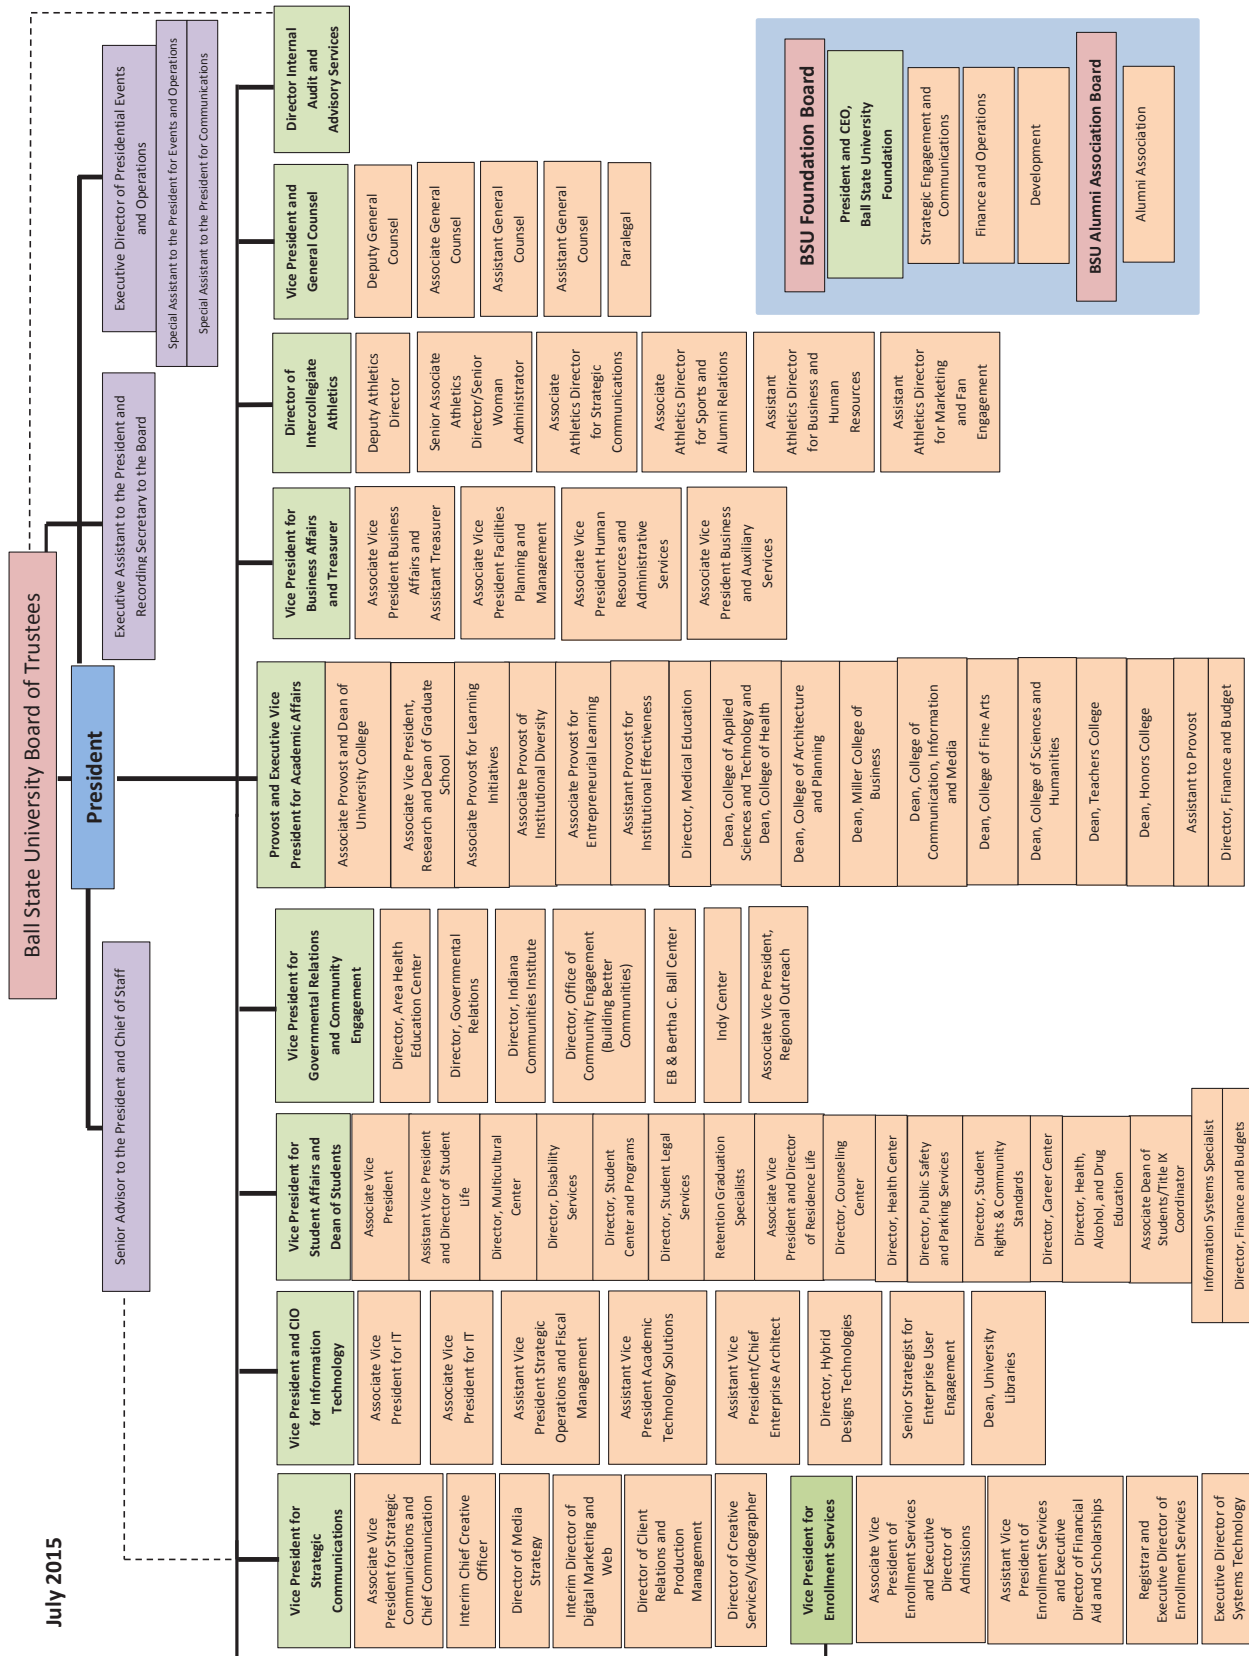 July 2015
Ball State University Board of Trustees
President
Senior Advisor to the President and Chief of Staff
Executive Assistant to the President and
Recording Secretary to the Board
Executive Director of Presidential Events
and Operations
Special Assistant to the President for Events and Operations
Special Assistant to the President for Communications
Vice President for
Strategic
Communications
Associate Vice
President for Strategic
Communications and
Chief Communication
Interim Chief Creative
Officer
Director of Media
Strategy
Interim Director of
Digital Marketing and
Web
Director of Client
Relations and
Production
Management
Director of Creative
Services/Videographer
Vice President for
Enrollment Services
Associate Vice
President of
Enrollment Services
and Executive
Director of
Admissions
Assistant Vice
President of
Enrollment Services
and Executive
Director of Financial
Aid and Scholarships
Registrar and
Executive Director of
Enrollment Services
Executive Director of
Systems Technology
Vice President and CIO
for Information
Technology
Associate Vice
President for IT
Associate Vice
President for IT
Assistant Vice
President Strategic
Operations and Fiscal
Management
Assistant Vice
President Academic
Technology Solutions
Assistant Vice
President/Chief
Enterprise Architect
Director, Hybrid
Designs Technologies
Senior Strategist for
Enterprise User
Engagement
Dean, University
Libraries
Vice President for
Student Affairs and
Dean of Students
Associate Vice
President
Assistant Vice President
and Director of Student
Life
Director, Multicultural
Center
Director, Disability
Services
Director, Student
Center and Programs
Director, Student Legal
Services
Retention Graduation
Specialists
Associate Vice
President and Director
of Residence Life
Director, Counseling
Center
Director, Health Center
Director, Public Safety
and Parking Services
Director, Student
Rights & Community
Standards
Director, Career Center
Director, Health,
Alcohol, and Drug
Education
Associate Dean of
Students/Title IX
Coordinator
Information Systems Specialist
Director, Finance and Budgets
Vice President for
Governmental Relations
and Community
Engagement
Director, Area Health
Education Center
Director, Governmental
Relations
Director, Indiana
Communities Institute
Director, Office of
Community Engagement
(Building Better
Communities)
EB & Bertha C. Ball Center
Indy Center
Associate Vice President,
Regional Outreach
Provost and Executive Vice
President for Academic Affairs
Associate Provost and Dean of
University College
Associate Vice President,
Research and Dean of Graduate
School
Associate Provost for Learning
Initiatives
Associate Provost of
Institutional Diversity
Associate Provost for
Entrepreneurial Learning
Assistant Provost for
Institutional Effectiveness
Director, Medical Education
Dean, College of Applied
Sciences and Technology and
Dean, College of Health
Dean, College of Architecture
and Planning
Dean, Miller College of
Business
Dean, College of
Communication, Information
and Media
Dean, College of Fine Arts
Dean, College of Sciences and
Humanities
Dean, Teachers College
Dean, Honors College
Assistant to Provost
Director, Finance and Budget
Vice President for
Business Affairs
and Treasurer
Associate Vice
President Business
Affairs and
Assistant Treasurer
Associate Vice
President Facilities
Planning and
Management
Associate Vice
President Human
Resources and
Administrative
Services
Associate Vice
President Business
and Auxiliary
Services
Director of
Intercollegiate
Athletics
Deputy Athletics
Director
Senior Associate
Athletics
Director/Senior
Woman
Administrator
Associate
Athletics Director
for Strategic
Communications
Associate
Athletics Director
for Sports and
Alumni Relations
Assistant
Athletics Director
for Business and
Human
Resources
Assistant
Athletics Director
for Marketing
and Fan
Engagement
Vice President and
General Counsel
Deputy General
Counsel
Associate General
Counsel
Assistant General
Counsel
Assistant General
Counsel
Paralegal
Director Internal
Audit and
Advisory Services
BSU Foundation Board
President and CEO,
Ball State University
Foundation
Strategic Engagement and
Communications
Finance and Operations
Development
BSU Alumni Association Board
Alumni Association